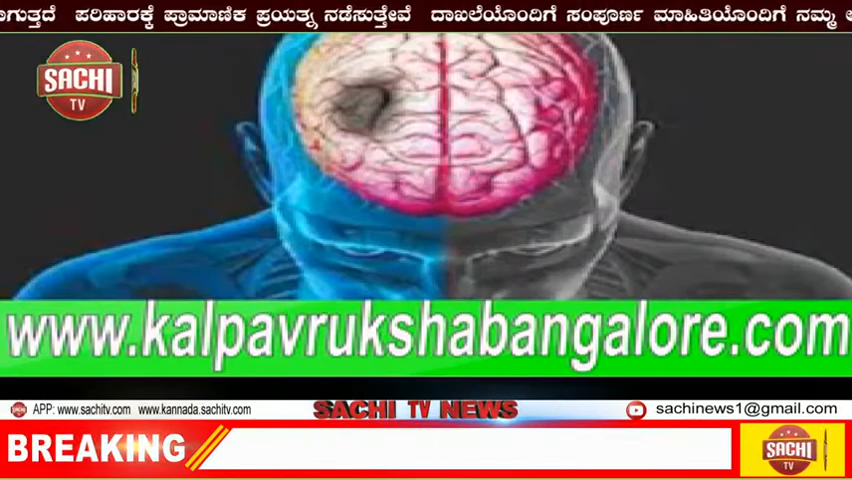 ಪರಿಹಾರಕ್ಕೆ ಪ್ರಾಮಾಣಿಕ ಪ್ರಯತ್ನ ನಡೆಸುತ್ತೇವೆ ದಾಖಲೆಯೊಂದಿಗೆ ಸಂಪೂರ್ಣ ಮಾಹಿತಿಯೊಂದಿಗೆ ನಮ್ಮ
SACHI
TV
www.kalpavrukshabangalore.com
APP: www.sachitv.com www.kannada.sachitv.com SACHI TV NEWS sachinews1@gmail.com
BREAKING SACHI
TV